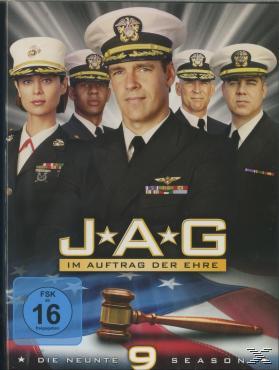 J★A★G
IM AUFTRAG DER EHRE
FSK
ab
16
freigegeben
★ DIE NEUNTE 9 SEASON